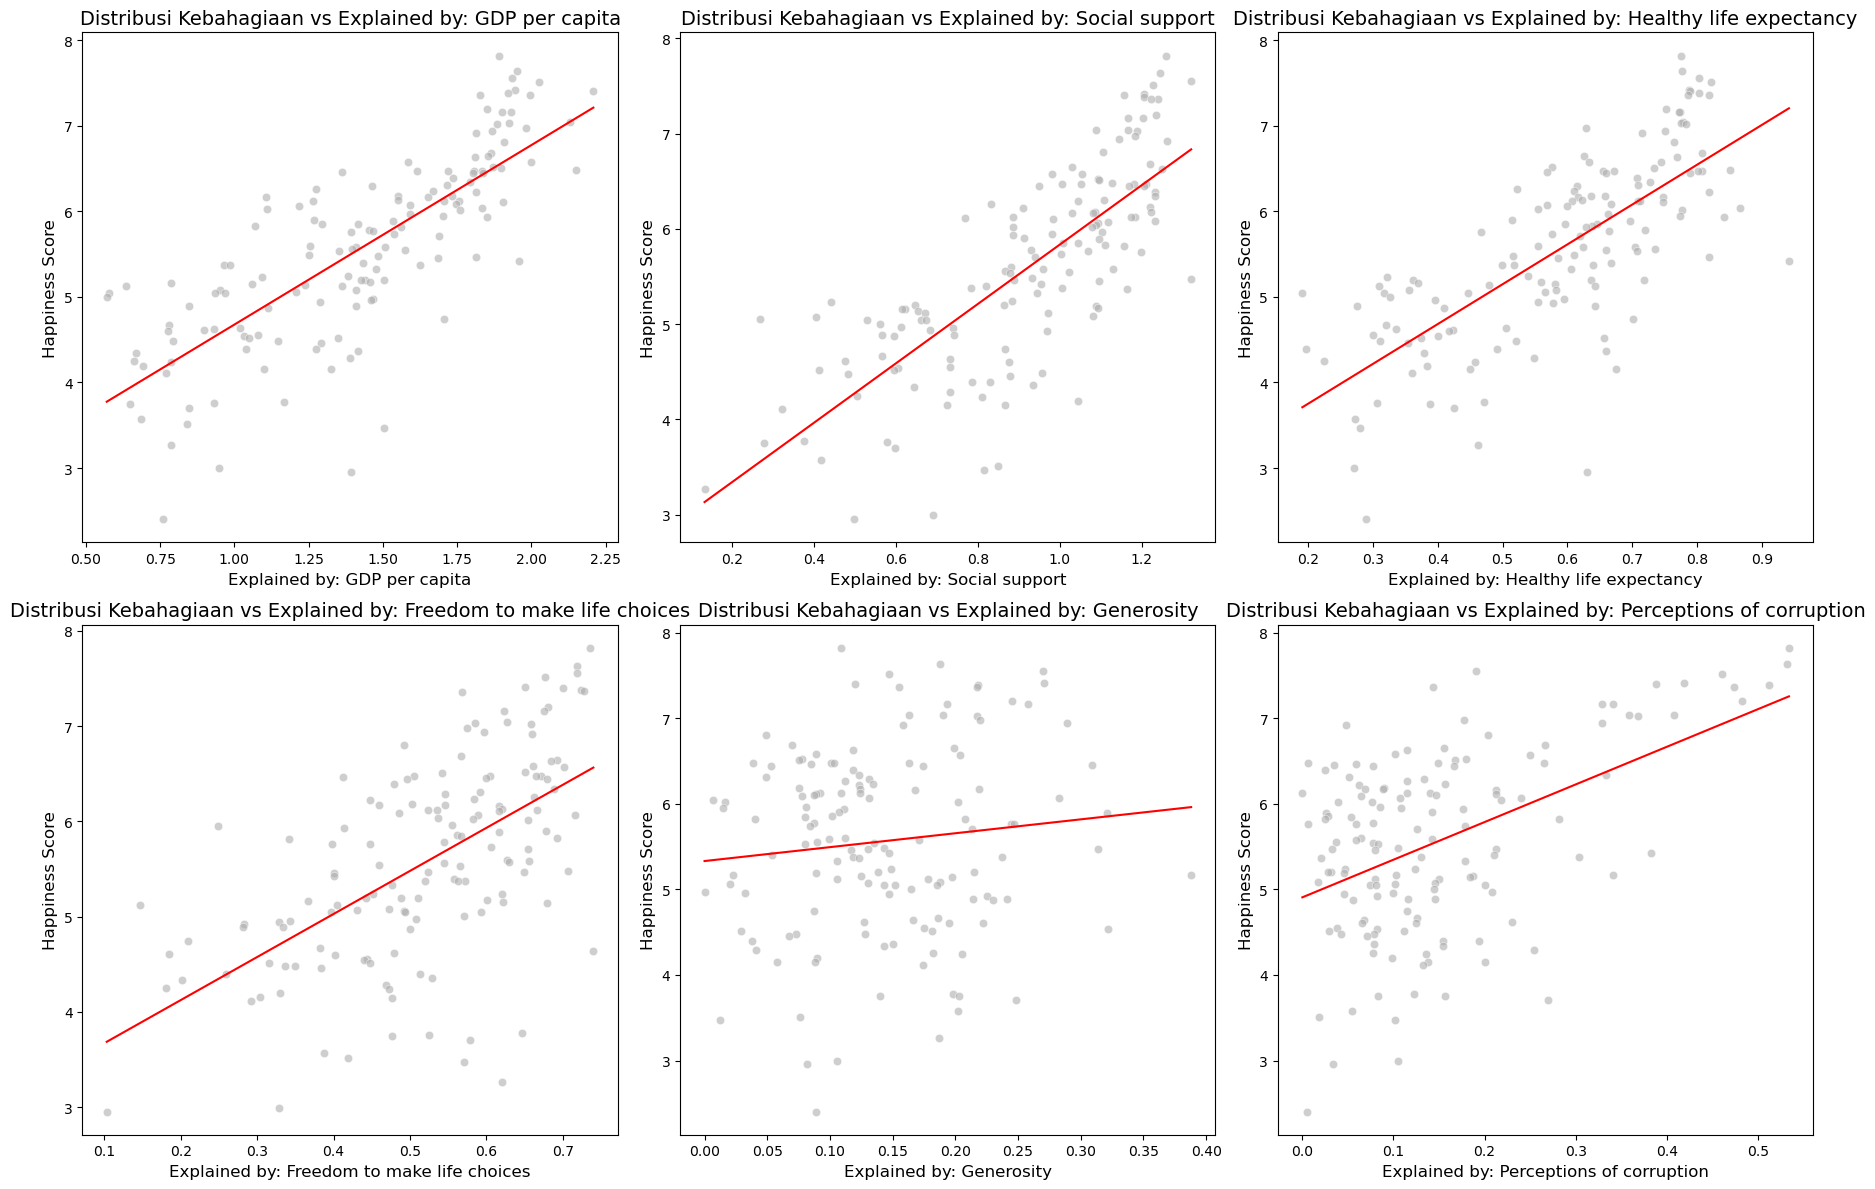 Distribusi Kebahagiaan vs Explained by: GDP per capita
8
7
6
5
4
3
Happiness Score
0.50 0.75 1.00 1.25 1.50 1.75 2.00 2.25
Explained by: GDP per capita
Distribusi Kebahagiaan vs Explained by: Social support
8
7
6
5
4
3
Happiness Score
0.2 0.4 0.6 0.8 1.0 1.2
Explained by: Social support
Distribusi Kebahagiaan vs Explained by: Healthy life expectancy
8
7
6
5
4
3
Happiness Score
0.2 0.3 0.4 0.5 0.6 0.7 0.8 0.9
Explained by: Healthy life expectancy
Distribusi Kebahagiaan vs Explained by: Freedom to make life choices
8
7
6
5
4
3
Happiness Score
0.1 0.2 0.3 0.4 0.5 0.6 0.7
Explained by: Freedom to make life choices
Distribusi Kebahagiaan vs Explained by: Generosity
8
7
6
5
4
3
Happiness Score
0.00 0.05 0.10 0.15 0.20 0.25 0.30 0.35 0.40
Explained by: Generosity
Distribusi Kebahagiaan vs Explained by: Perceptions of corruption
8
7
6
5
4
3
Happiness Score
0.0 0.1 0.2 0.3 0.4 0.5
Explained by: Perceptions of corruption